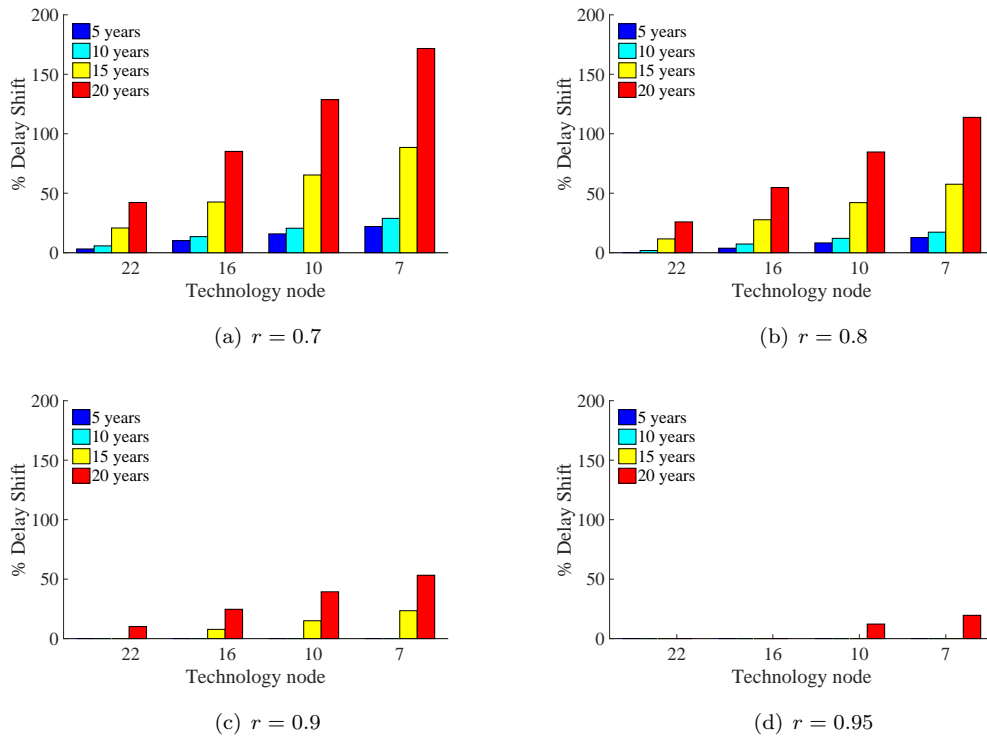 200
150
100
50
0
% Delay Shift
5 years
10 years
15 years
20 years
22 16 10 7
Technology node
(a) r = 0.7
200
150
100
50
0
% Delay Shift
5 years
10 years
15 years
20 years
22 16 10 7
Technology node
(b) r = 0.8
200
150
100
50
0
% Delay Shift
5 years
10 years
15 years
20 years
22 16 10 7
Technology node
(c) r = 0.9
200
150
100
50
0
% Delay Shift
5 years
10 years
15 years
20 years
22 16 10 7
Technology node
(d) r = 0.95